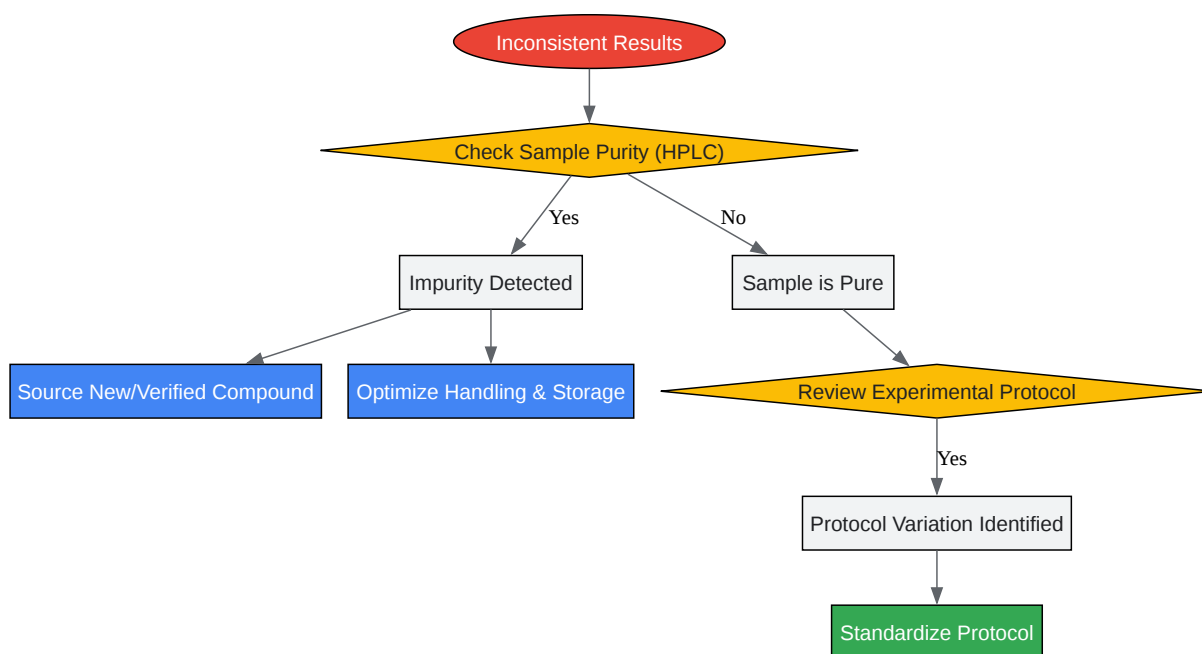 Inconsistent Results
Check Sample Purity (HPLC)
Yes
No
Impurity Detected
Sample is Pure
Source New/Verified Compound
Optimize Handling & Storage
Review Experimental Protocol
Yes
Protocol Variation Identified
Standardize Protocol